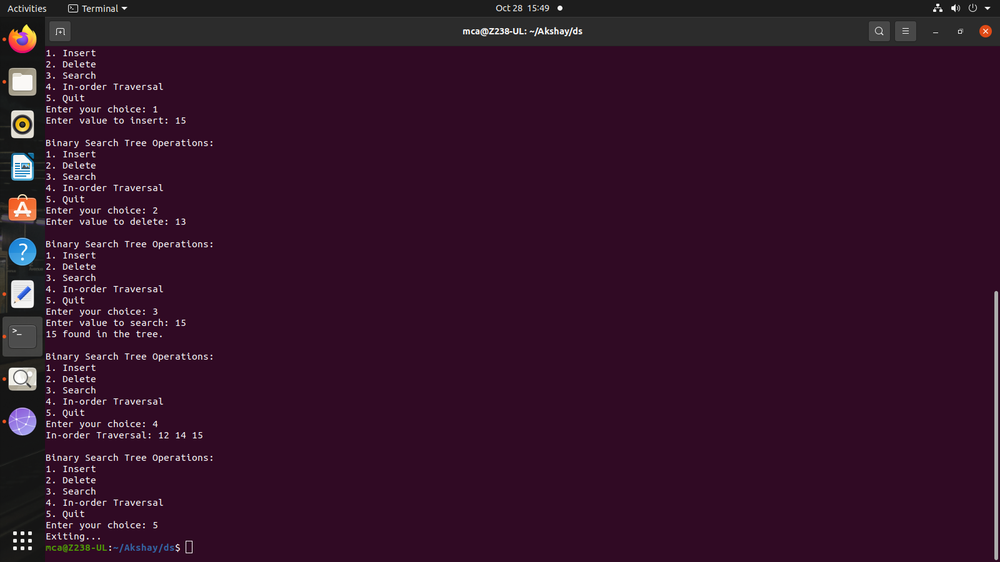 Activities
Terminal
Oct 28 15:49
mca@Z238-UL: ~/Akshay/ds
1. Insert
2. Delete
3. Search
4. In-order Traversal
5. Quit
Enter your choice: 1
Enter value to insert: 15
Binary Search Tree Operations:
1. Insert
2. Delete
3. Search
4. In-order Traversal
5. Quit
Enter your choice: 2
Enter value to delete: 13
Binary Search Tree Operations:
1. Insert
2. Delete
3. Search
4. In-order Traversal
5. Quit
Enter your choice: 3
Enter value to search: 15
15 found in the tree.
Binary Search Tree Operations:
1. Insert
2. Delete
3. Search
4. In-order Traversal
5. Quit
Enter your choice: 4
In-order Traversal: 12 14 15
Binary Search Tree Operations:
1. Insert
2. Delete
3. Search
4. In-order Traversal
5. Quit
Enter your choice: 5
Exiting...
mca@Z238-UL:~/Akshay/ds$